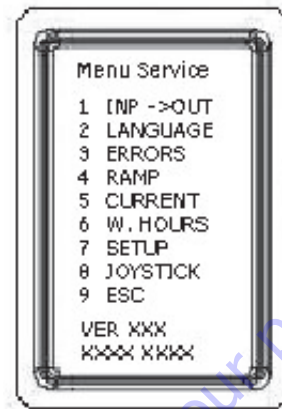 Menu Service
1 INP ->OUT
2 LANGUAGE
3 ERRORS
4 RAMP
5 CURRENT
6 W.HOURS
7 SETUP
8 JOYSTICK
9 ESC
VER XXX
XXXX XXXX